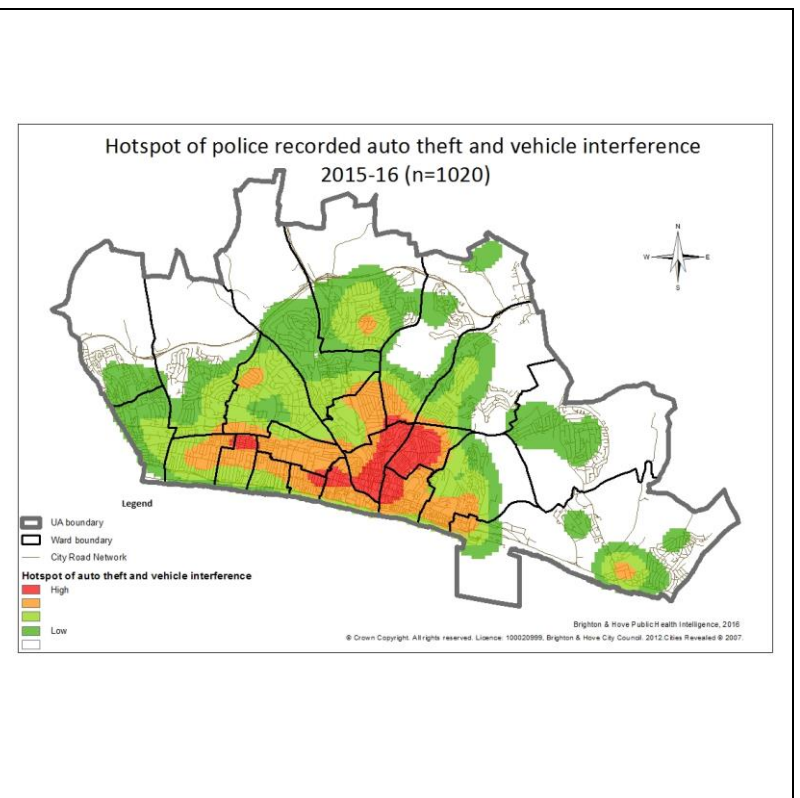 Hotspot of police recorded auto theft and vehicle interference
2015-16 (n=1020)
N
W
E
S
Legend
UA boundary
Ward boundary
City Road Network
Hotspot of auto theft and vehicle interference
High
Low
Brighton & Hove Public Health Intelligence, 2016
© Crown Copyright. All rights reserved. Licence: 100020999, Brighton & Hove City Council. 2012.Cities Revealed © 2007.